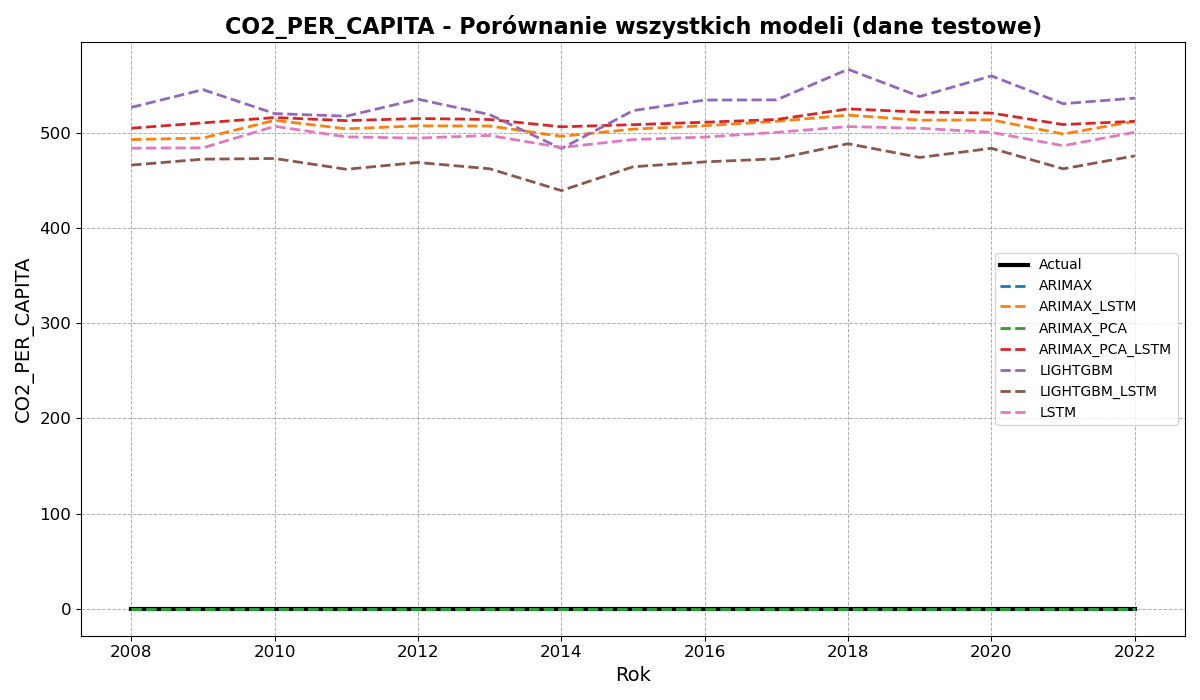 CO2_PER_CAPITA - Porównanie wszystkich modeli (dane testowe)
CO2_PER_CAPITA
500
400
300
200
100
0
Actual
ARIMAX
ARIMAX_LSTM
ARIMAX_PCA
ARIMAX_PCA_LSTM
LIGHTGBM
LIGHTGBM_LSTM
LSTM
2008 2010 2012 2014 2016 2018 2020 2022
Rok